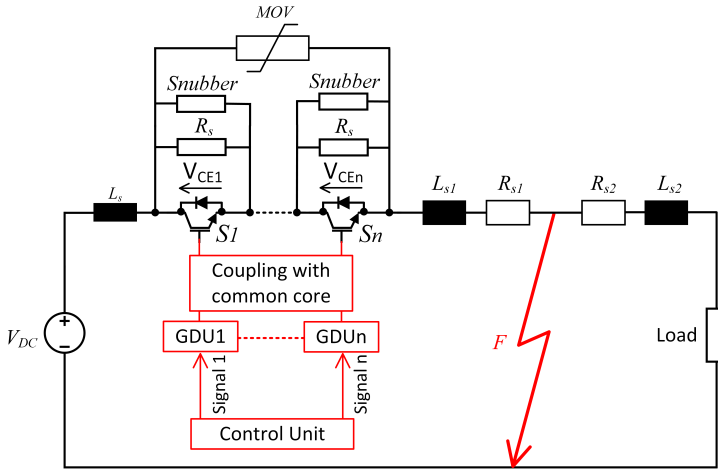 MOV
Snubber
Snubber
Rs
Rs
VCE1
VCEn
Ls
Ls1
Rs1
Rs2
Ls2
S1
Sn
Coupling with
common core
VDC
+
−
GDU1
GDUn
F
Load
Signal 1
Signal n
Control Unit